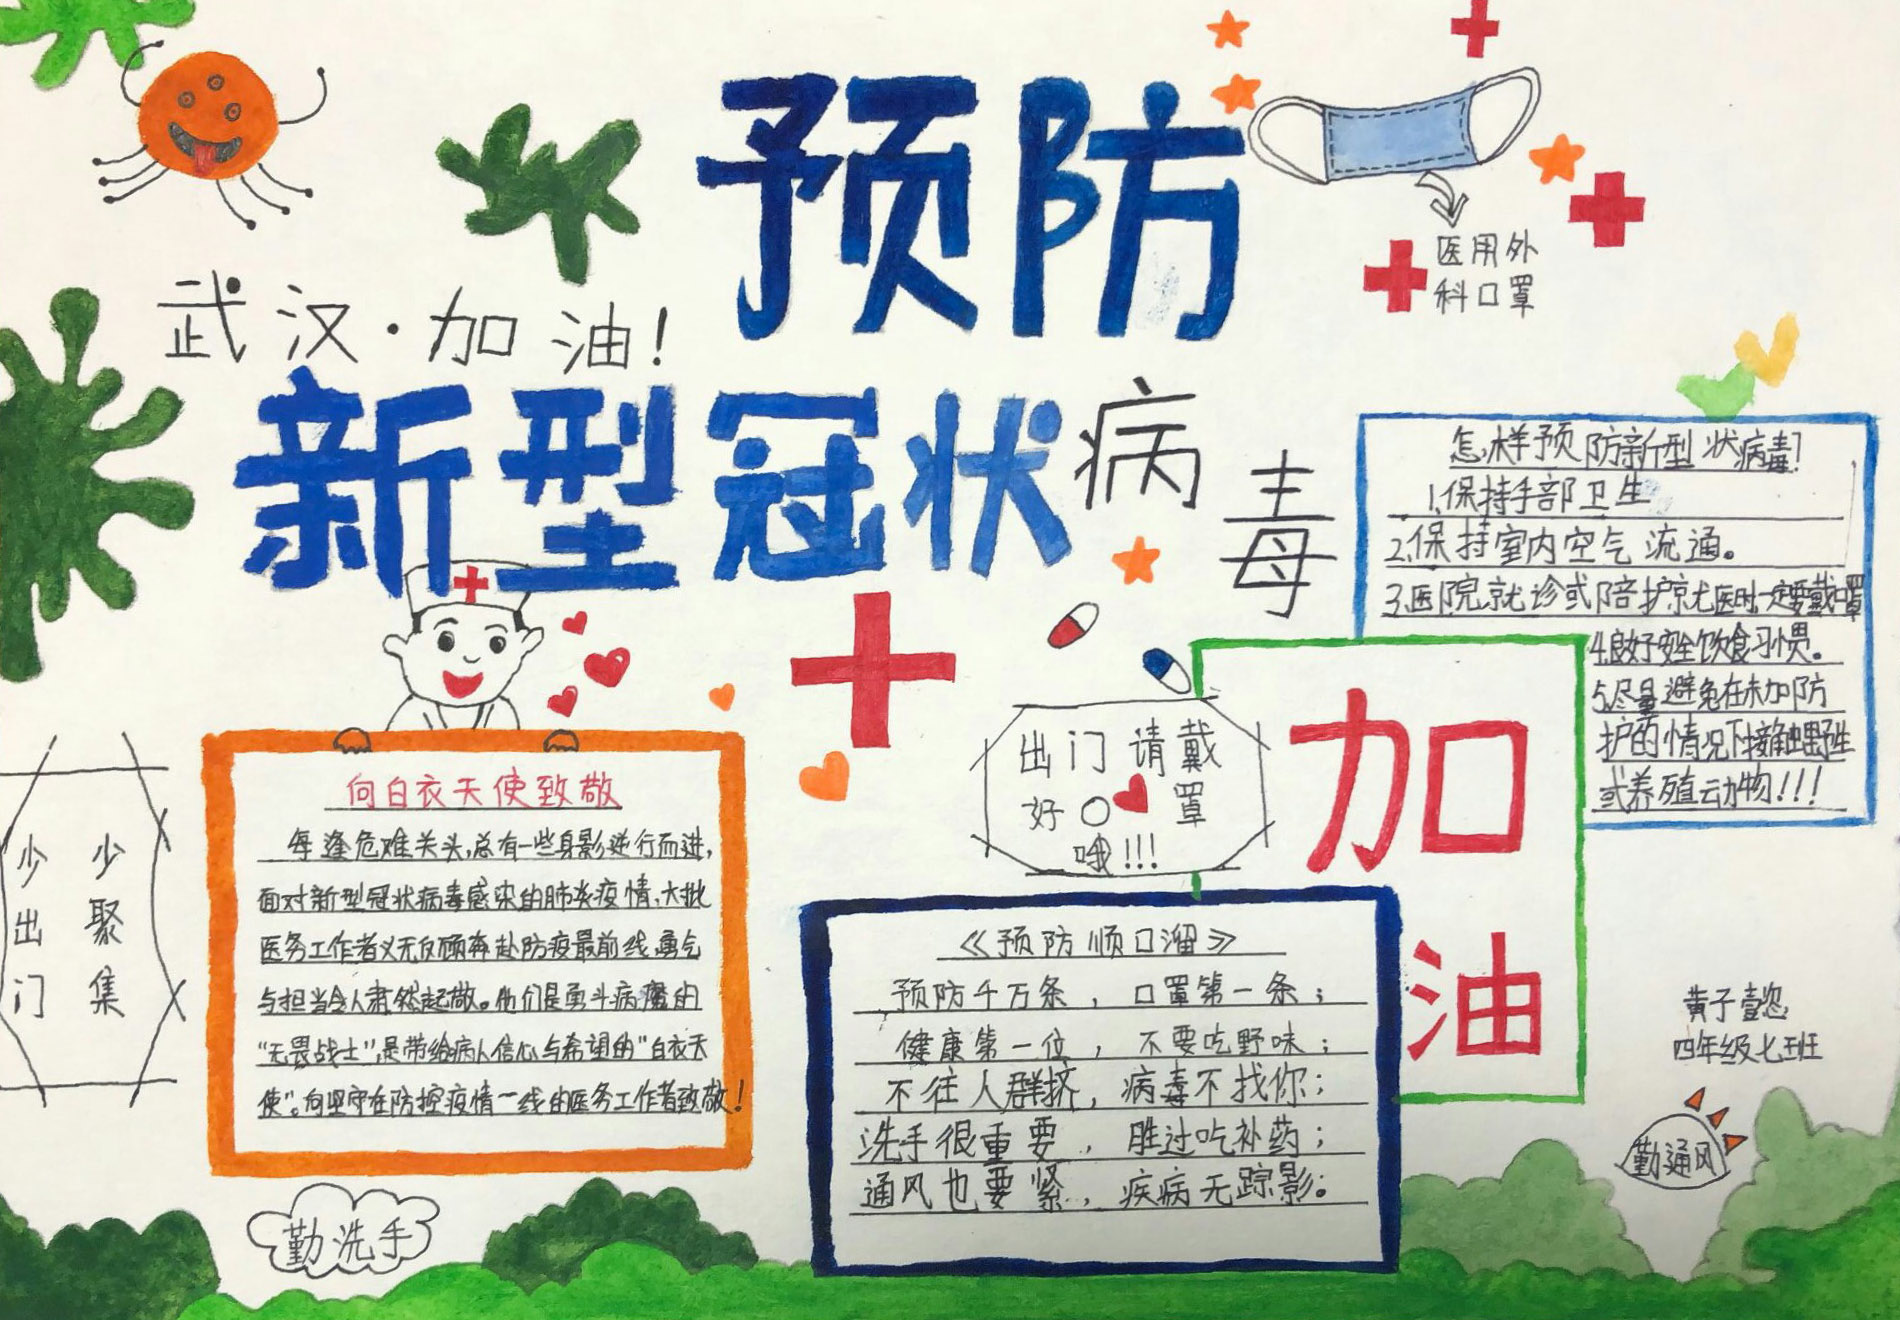 预防
医用外
科口罩
武汉·加油!
新型冠状病毒
怎样预防新型状病毒?
1.保持手部卫生
2.保持室内空气流通。
3.医院就诊或陪护就医时一定要戴口罩
4.良好安全饮食习惯。
5.尽量避免在未加防
护的情况下接触野生
或养殖动物!!!
加油
出门请戴
好口罩
哦!!!
少出门
少聚集
向白衣天使致敬
每逢危难关头,总有一些身影逆行而进,
面对新型冠状病毒感染的肺炎疫情,大批
医务工作者义无反顾奔赴防疫最前线,勇气
与担当令人肃然起敬。他们是勇斗病魔的
“无畏战士”,是带给病人信心与希望的“白衣天
使”。向坚守在防控疫情一线的医务工作者致敬!
《预防顺口溜》
预防千万条,口罩第一条;
健康第一位,不要吃野味;
不往人群挤,病毒不找你;
洗手很重要,胜过吃补药;
通风也要紧,疾病无踪影。
黄子壹
四年级七班
勤通风
勤洗手